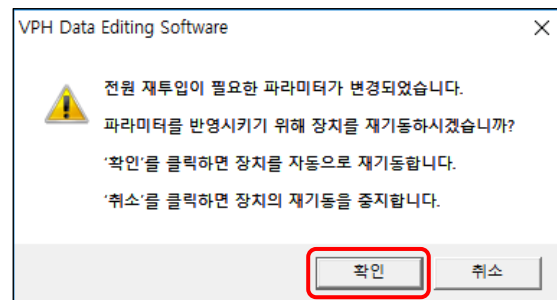 VPH Data Editing Software
전원 재투입이 필요한 파라미터가 변경되었습니다.
파라미터를 반영시키기 위해 장치를 재기동하시겠습니까?
'확인'를 클릭하면 장치를 자동으로 재기동합니다.
'취소'를 클릭하면 장치의 재기동을 중지합니다.
확인
취소